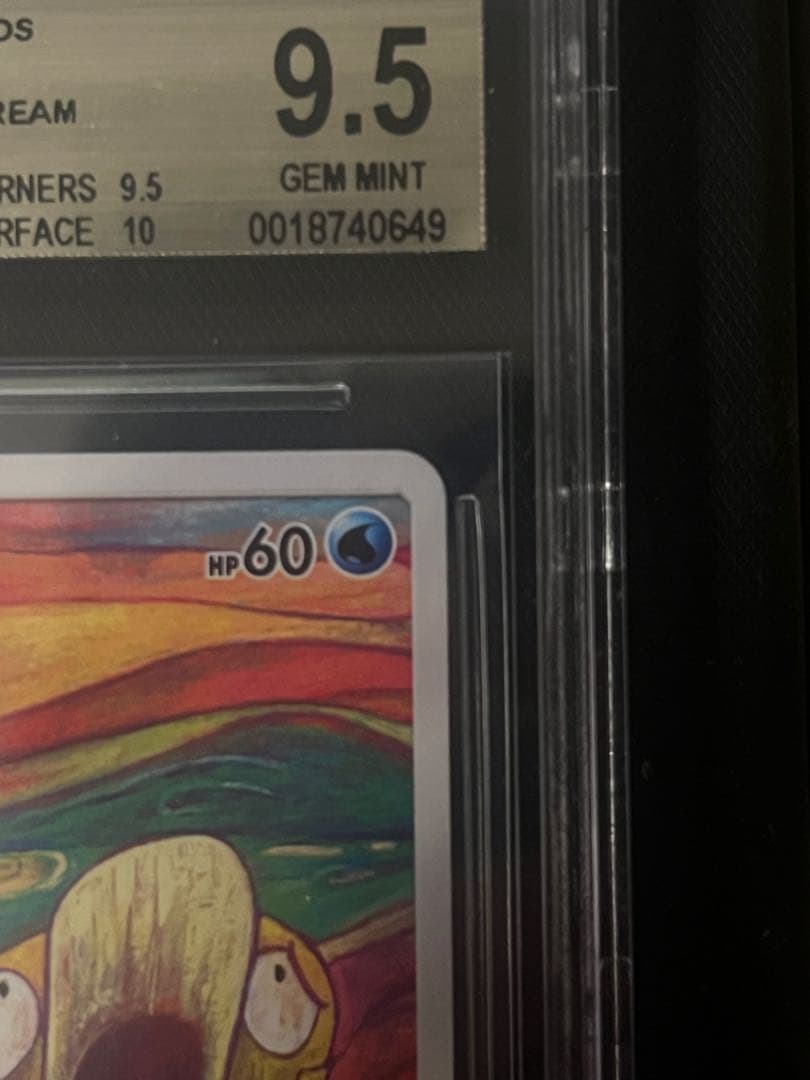 DS
9.5
REAM
RNERS 9.5
GEM MINT
RFACE 10
0018740649
HP60